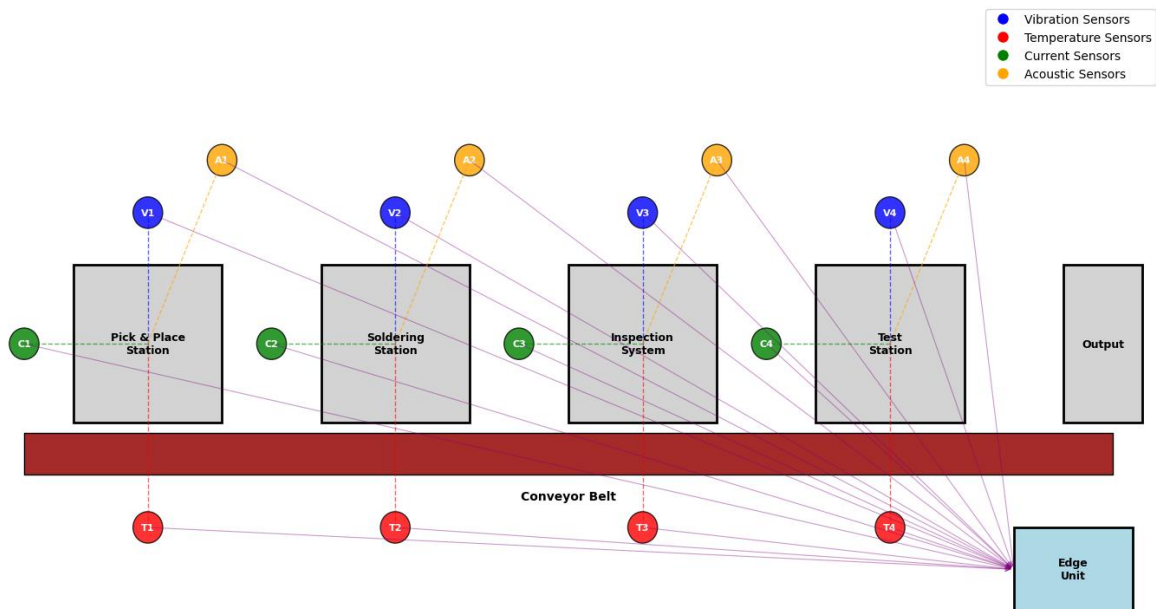 Vibration Sensors
Temperature Sensors
Current Sensors
Acoustic Sensors
A1
A2
A3
A4
V1
V2
V3
V4
C1
Pick & Place
Station
C2
Soldering
Station
C3
Inspection
System
C4
Test
Station
Output
Conveyor Belt
T1
T2
T3
T4
Edge
Unit